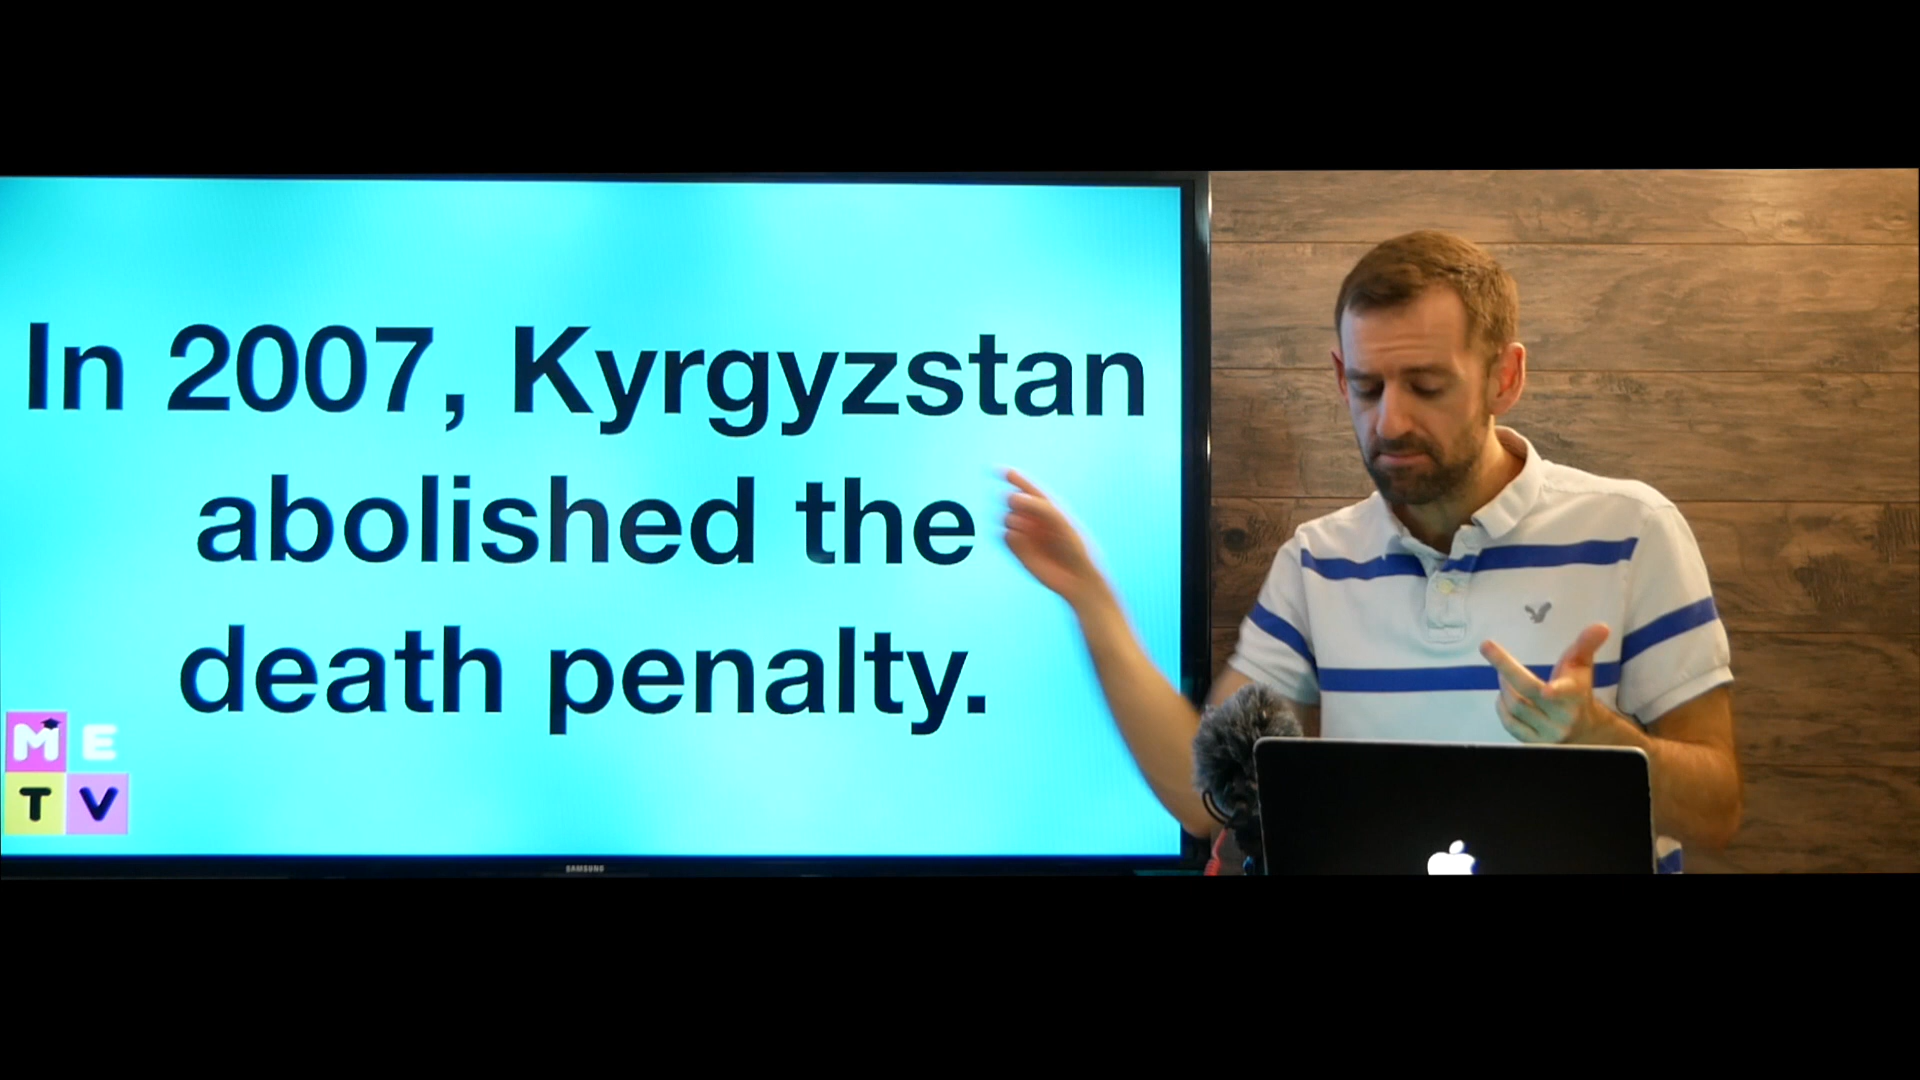 In 2007, Kyrgyzstan
abolished the
death penalty.
M E
T V
SAMSUNG